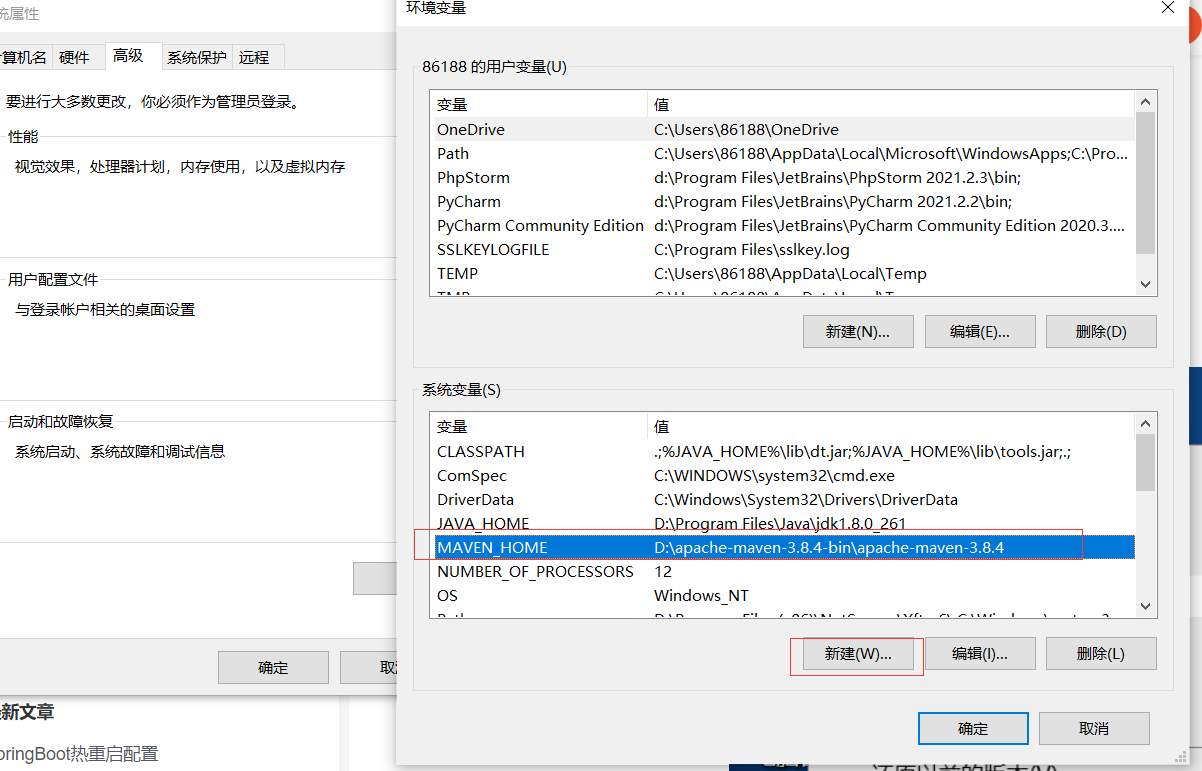 统属性
环境变量
计算机名 硬件 高级 系统保护 远程
要进行大多数更改，你必须作为管理员登录。
性能
视觉效果，处理器计划，内存使用，以及虚拟内存
用户配置文件
与登录帐户相关的桌面设置
启动和故障恢复
系统启动、系统故障和调试信息
确定
取消
最新文章
pringBoot热重启配置
86188 的用户变量(U)
变量 值
OneDrive C:\Users\86188\OneDrive
Path C:\Users\86188\AppData\Local\Microsoft\WindowsApps;C:\Pro...
PhpStorm d:\Program Files\JetBrains\PhpStorm 2021.2.3\bin;
PyCharm d:\Program Files\JetBrains\PyCharm 2021.2.2\bin;
PyCharm Community Edition d:\Program Files\JetBrains\PyCharm Community Edition 2020.3....
SSLKEYLOGFILE C:\Program Files\sslkey.log
TEMP C:\Users\86188\AppData\Local\Temp
新建(N)... 编辑(E)... 删除(D)
系统变量(S)
变量 值
CLASSPATH .;%JAVA_HOME%\lib\dt.jar;%JAVA_HOME%\lib\tools.jar;.;
ComSpec C:\WINDOWS\system32\cmd.exe
DriverData C:\Windows\System32\Drivers\DriverData
JAVA_HOME D:\Program Files\Java\jdk1.8.0_261
MAVEN_HOME D:\apache-maven-3.8.4-bin\apache-maven-3.8.4
NUMBER_OF_PROCESSORS 12
OS Windows_NT
新建(W)... 编辑(I)... 删除(L)
确定 取消